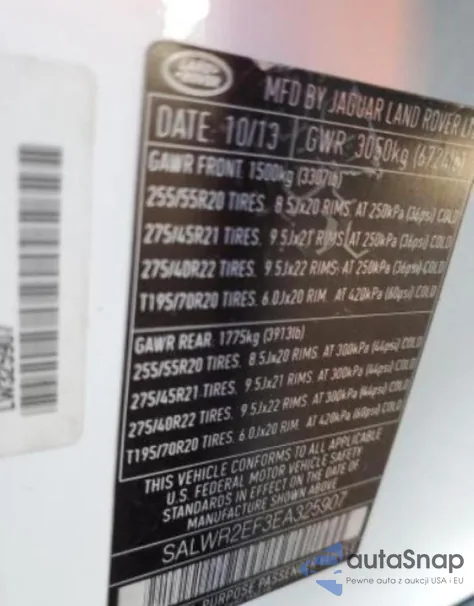 LAND ROVER
MFD BY JAGUAR LAND ROVER
DATE: 10/13 GWR 3050kg
GAWR FRONT 1500kg (3307lb)
255/55R20 TIRES. 8.5Jx20 RIMS. AT 250kPa (36psi) COLD
275/45R21 TIRES. 9.5Jx21 RIMS. AT 250kPa (36psi) COLD
275/40R22 TIRES. 9.5Jx22 RIMS. AT 250kPa (36psi) COLD
T195/70R20 TIRES. 6.0Jx20 RIM AT 420kPa (60psi) COLD
GAWR REAR 1775kg (3913lb)
255/55R20 TIRES. 8.5Jx20 RIMS. AT 300kPa (44psi) COLD
275/45R21 TIRES. 9.5Jx21 RIMS. AT 300kPa (44psi) COLD
275/40R22 TIRES. 9.5Jx22 RIMS. AT 300kPa (44psi) COLD
T195/70R20 TIRES. 6.0Jx20 RIM AT 420kPa (60psi) COLD
THIS VEHICLE CONFORMS TO ALL APPLICABLE
U.S. FEDERAL MOTOR VEHICLE SAFETY
STANDARDS IN EFFECT ON THE DATE OF
MANUFACTURE SHOWN ABOVE
SALWR2EF3EA325907
PURPOSE PASSENGER
autoSnap
Pewne auta z aukcji USA i EU